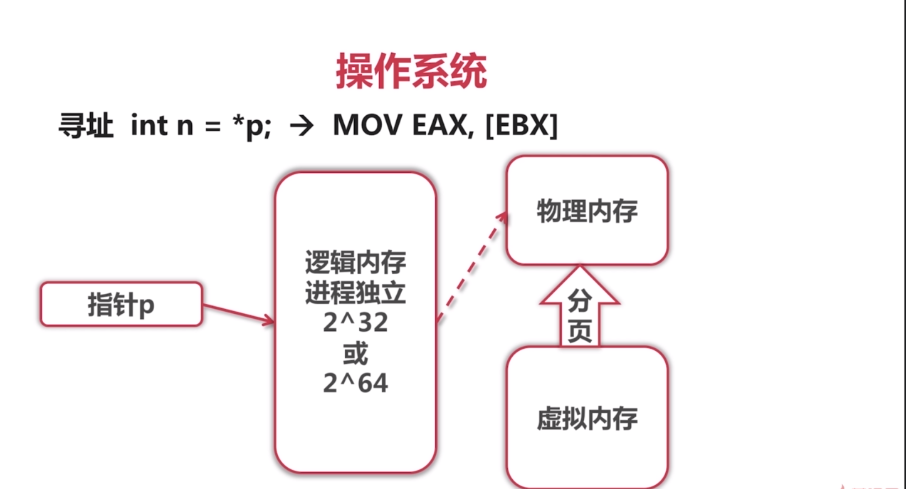 操作系统
寻址 int n = *p; → MOV EAX, [EBX]
指针p
逻辑内存
进程独立
2^32
或
2^64
物理内存
分
页
虚拟内存